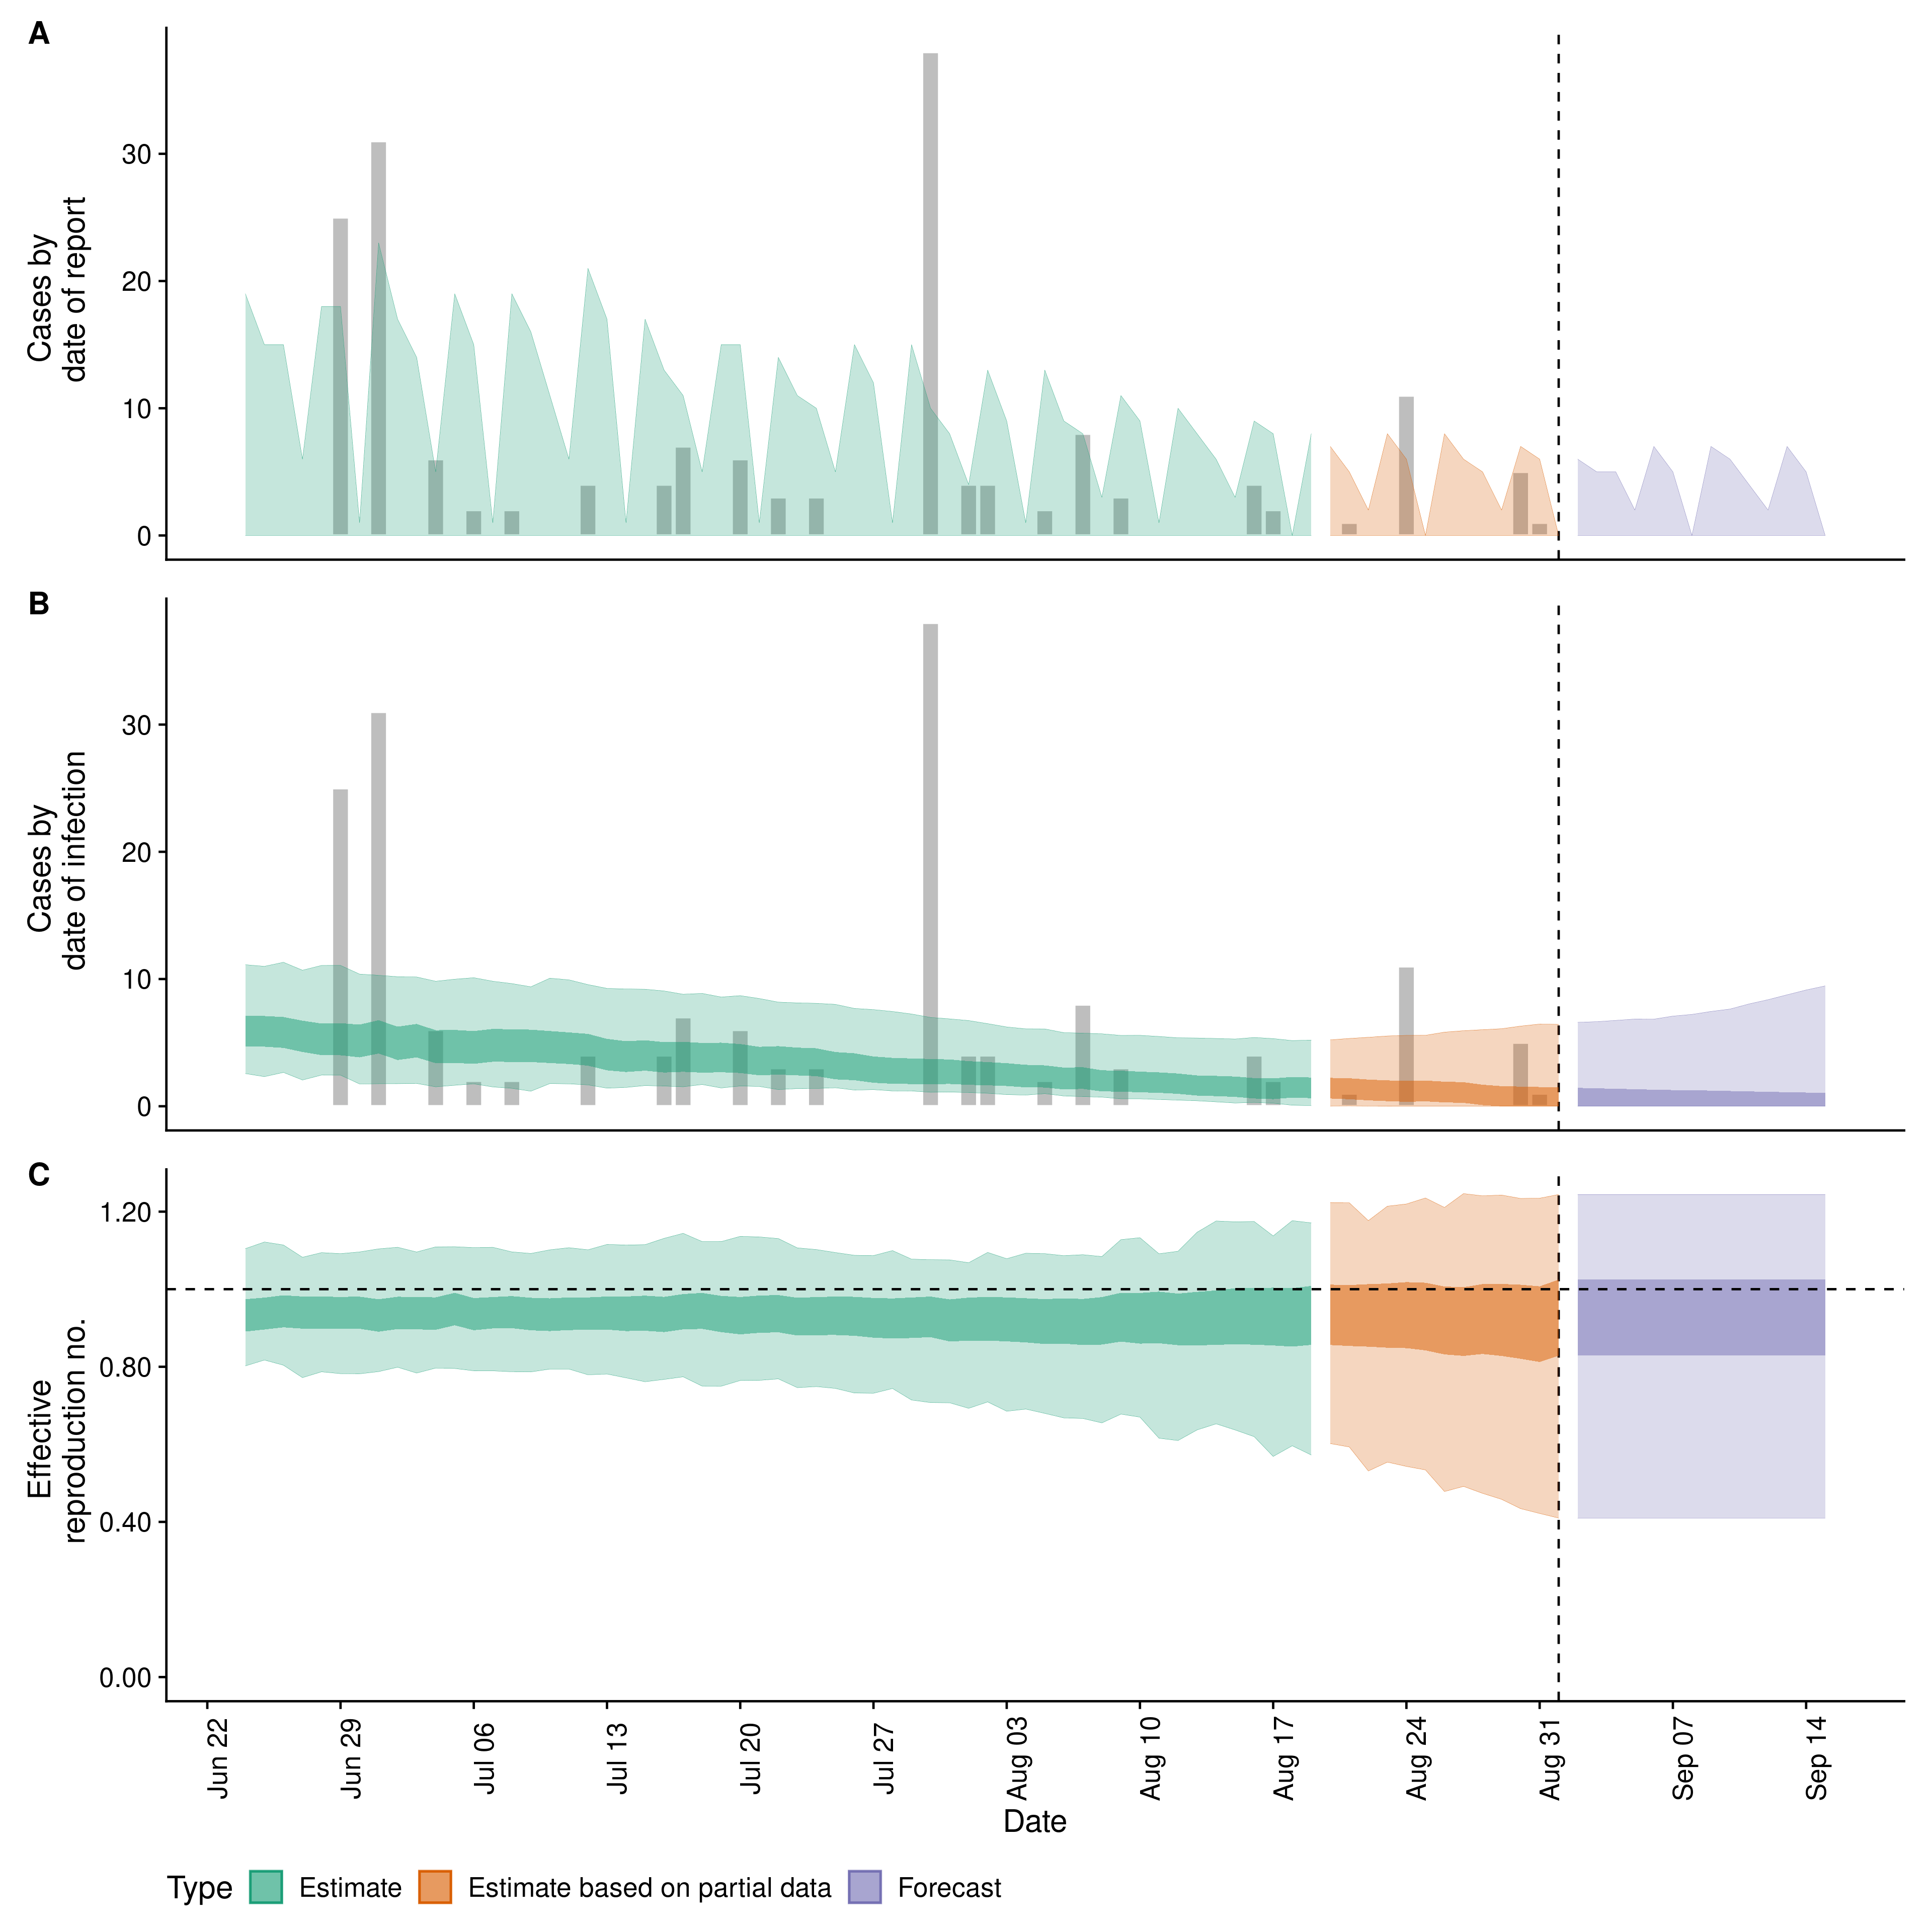 A
30
20
10
0
Cases by
date of report
B
30
20
10
0
Cases by
date of infection
C
1.20
0.80
0.40
0.00
Effective
reproduction no.
Jun 22
Jun 29
Jul 06
Jul 13
Jul 20
Jul 27
Aug 03
Aug 10
Aug 17
Aug 24
Aug 31
Sep 07
Sep 14
Date
Type Estimate Estimate based on partial data Forecast